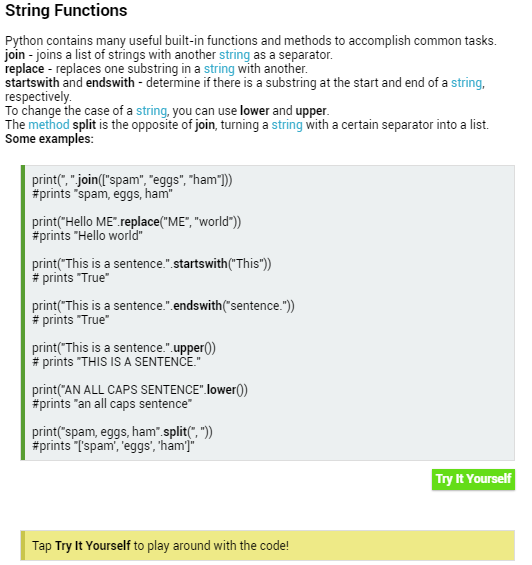 String Functions
Python contains many useful built-in functions and methods to accomplish common tasks.
join - joins a list of strings with another string as a separator.
replace - replaces one substring in a string with another.
startswith and endswith - determine if there is a substring at the start and end of a string,
respectively.
To change the case of a string, you can use lower and upper.
The method split is the opposite of join, turning a string with a certain separator into a list.
Some examples:
print(", ".join(["spam", "eggs", "ham"]))
#prints "spam, eggs, ham"
print("Hello ME".replace("ME", "world"))
#prints "Hello world"
print("This is a sentence.".startswith("This"))
# prints "True"
print("This is a sentence.".endswith("sentence."))
# prints "True"
print("This is a sentence.".upper())
# prints "THIS IS A SENTENCE."
print("AN ALL CAPS SENTENCE".lower())
#prints "an all caps sentence"
print("spam, eggs, ham".split(", "))
#prints "['spam', 'eggs', 'ham']"
Try It Yourself
Tap Try It Yourself to play around with the code!